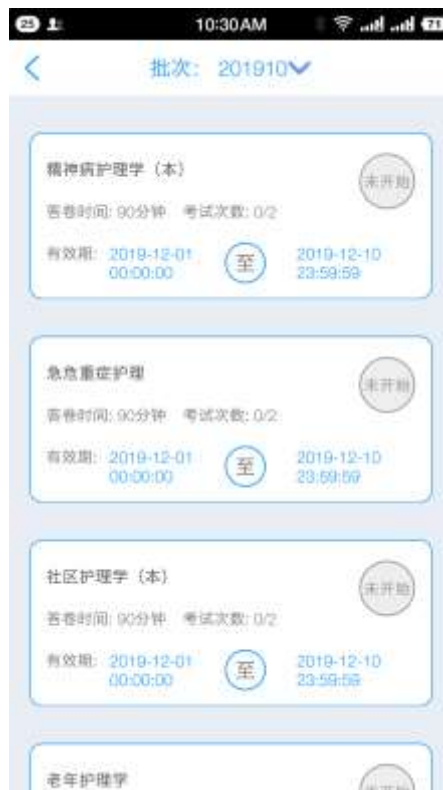 25 10:30AM 71
批次: 201910
精神病护理学（本）
未开始
答卷时间: 90分钟 考试次数: 0/2
有效期: 2019-12-01 00:00:00 至 2019-12-10 23:59:59
急危重症护理
未开始
答卷时间: 90分钟 考试次数: 0/2
有效期: 2019-12-01 00:00:00 至 2019-12-10 23:59:59
社区护理学（本）
未开始
答卷时间: 90分钟 考试次数: 0/2
有效期: 2019-12-01 00:00:00 至 2019-12-10 23:59:59
老年护理学
未开始